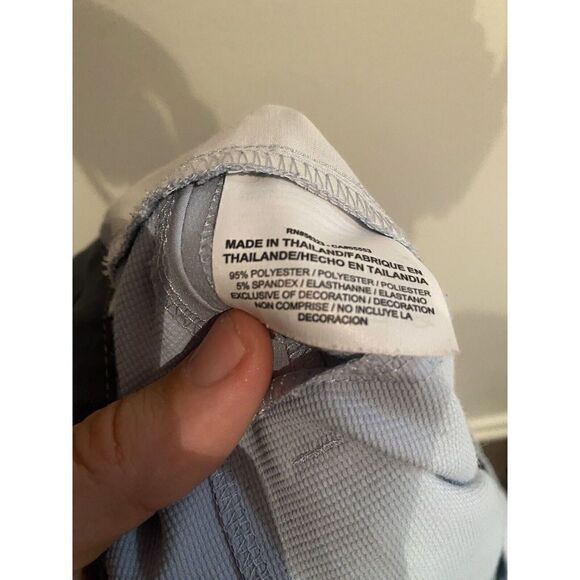 MADE IN THAILAND/FABRIQUE EN
THAILANDE/HECHO EN TAILANDIA
95% POLYESTER / POLYESTER / POLIESTER
5% SPANDEX / ELASTHANNE / ELASTANO
EXCLUSIVE OF DECORATION / DECORATION
NON COMPRISE / NO INCLUYE LA
DECORACION